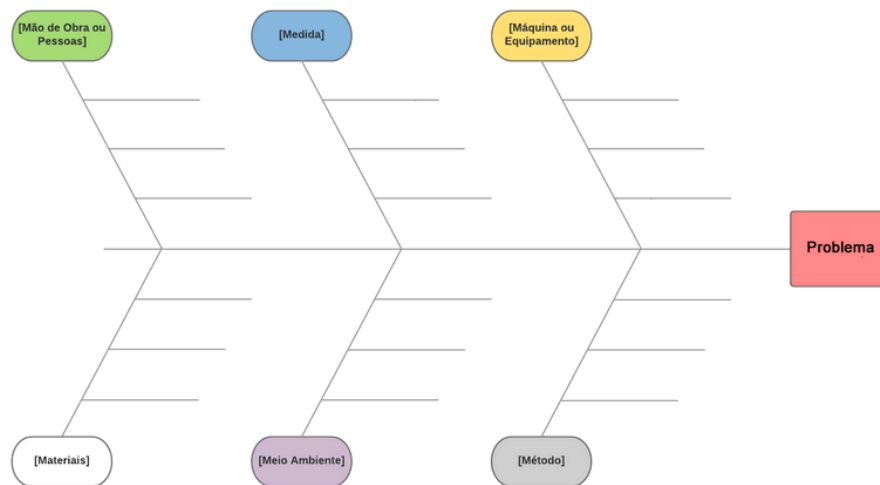 [Mão de Obra ou
Pessoas]
[Medida]
[Máquina ou
Equipamento]
Problema
[Materiais]
[Meio Ambiente]
[Método]